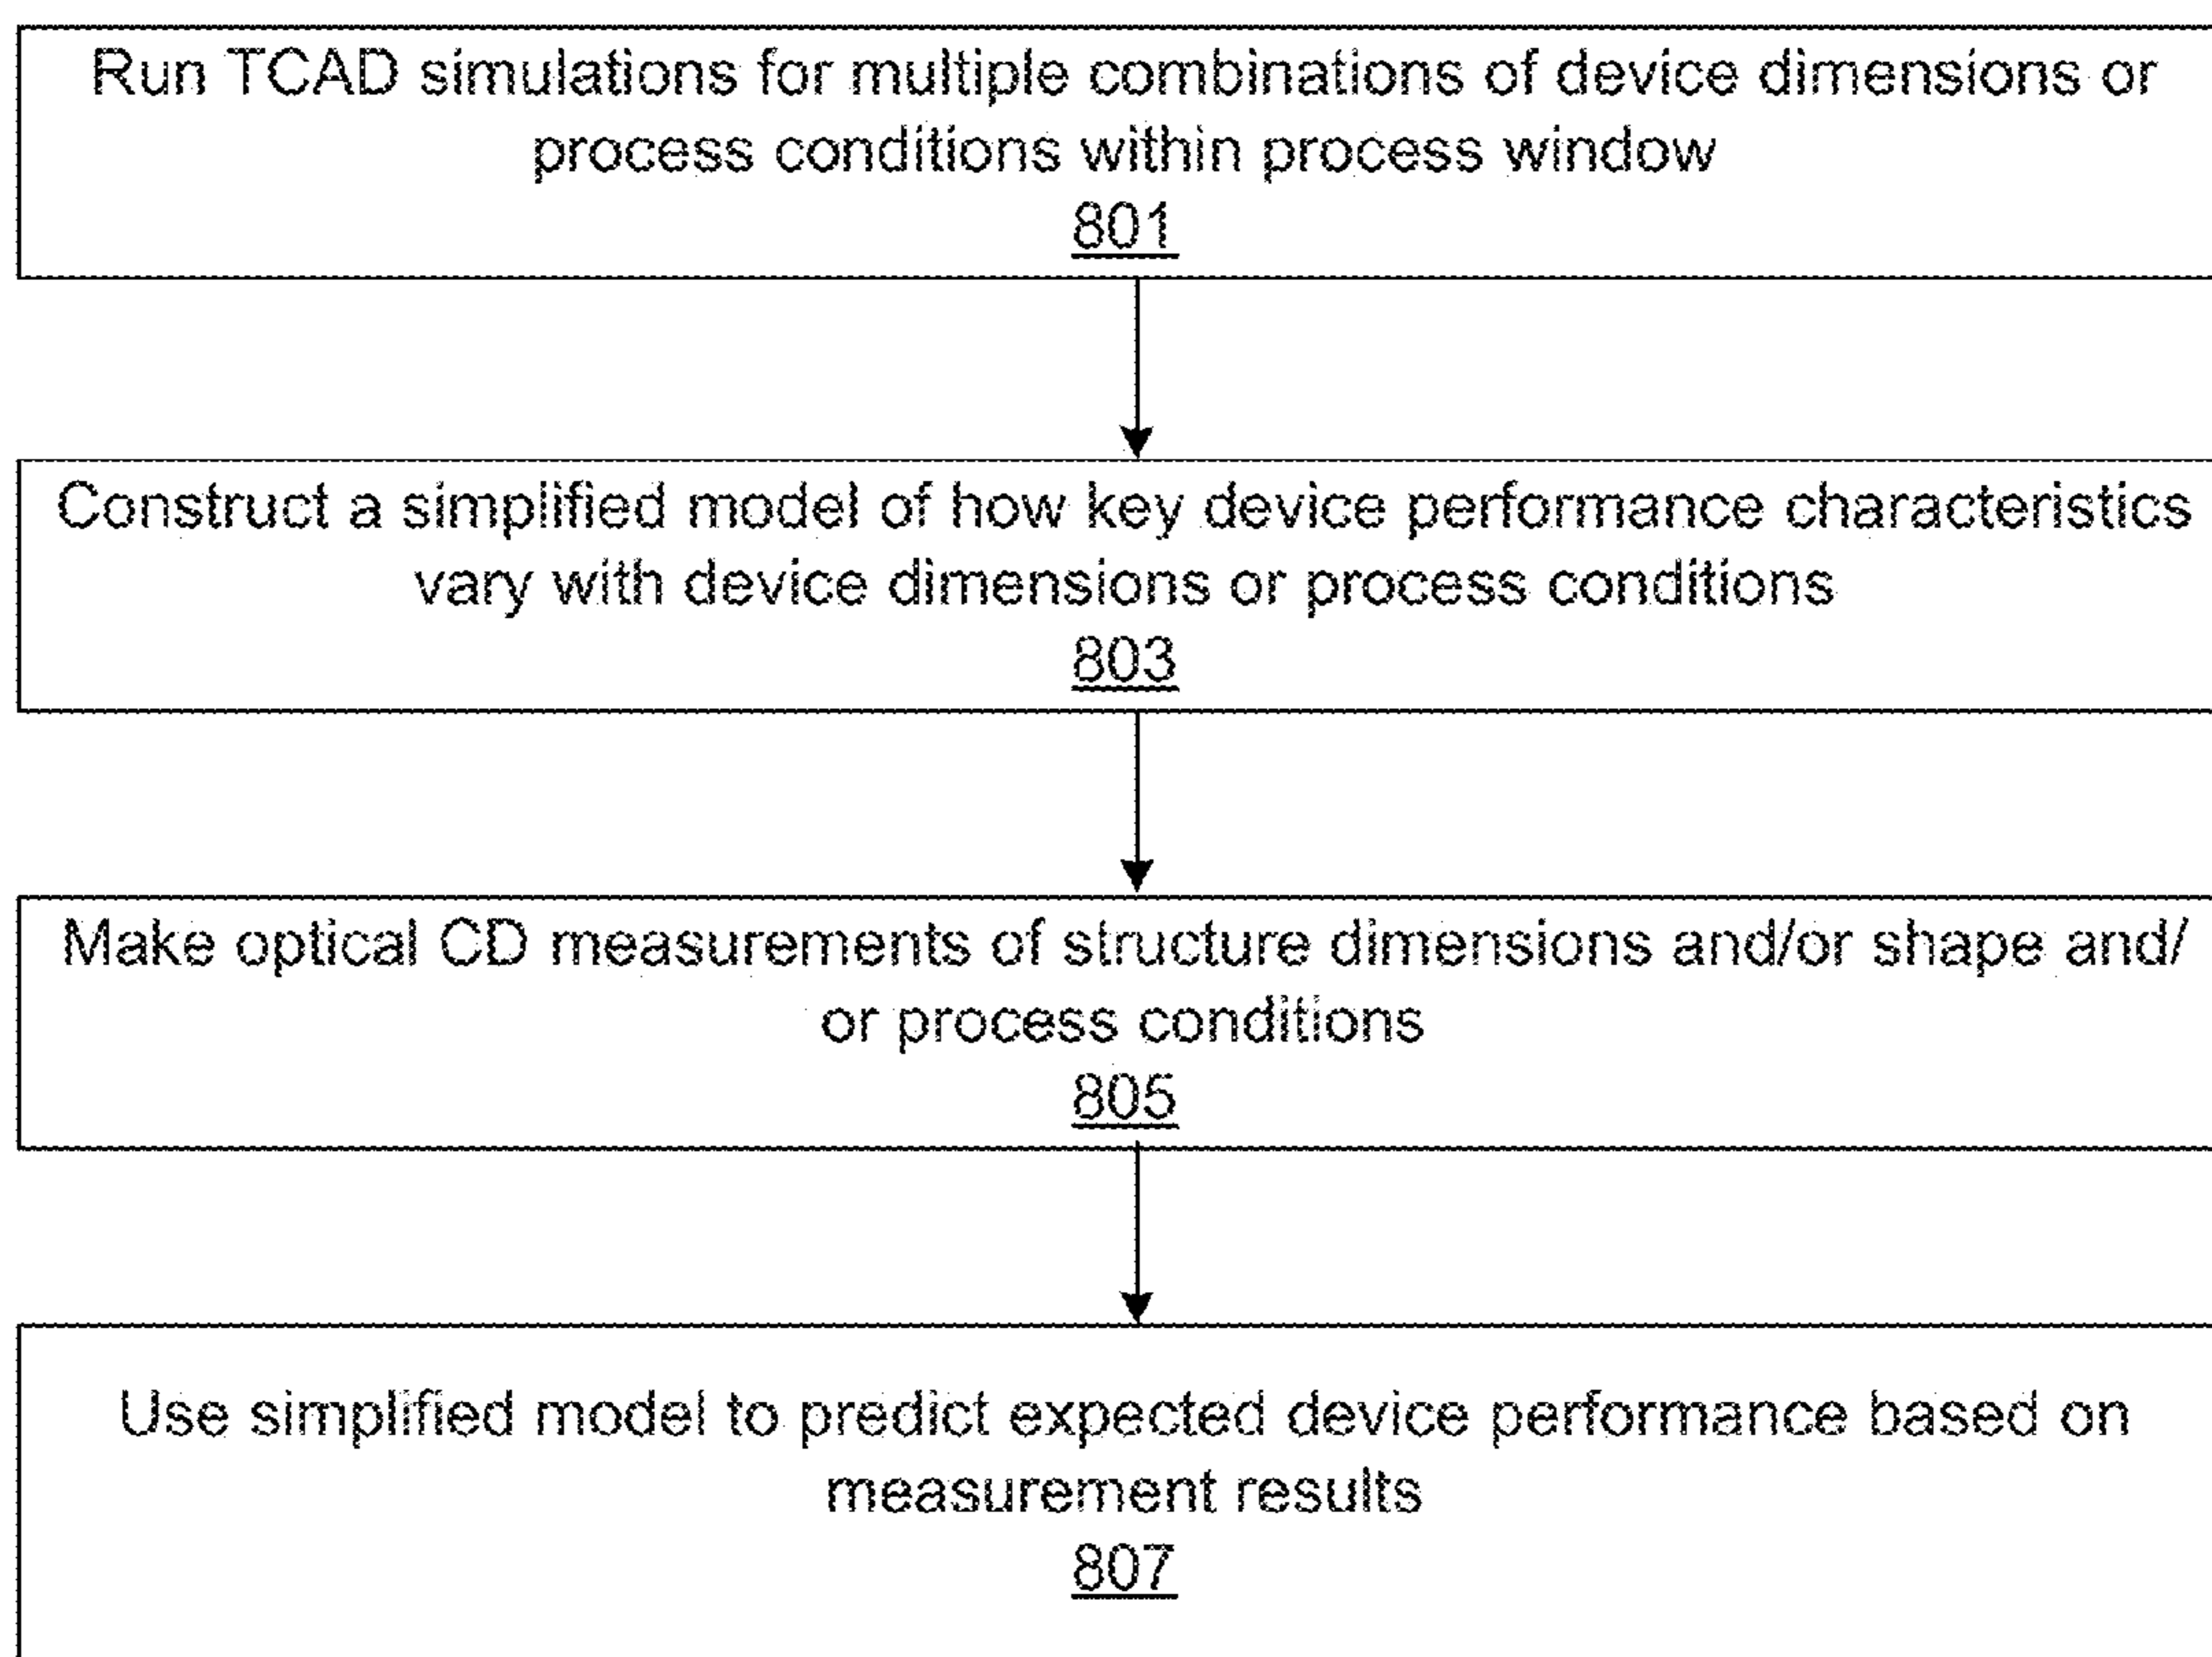 Run TCAD simulations for multiple combinations of device dimensions or
process conditions within process window
801
Construct a simplified model of how key device performance characteristics
vary with device dimensions or process conditions
803
Make optical CD measurements of structure dimensions and/or shape and/
or process conditions
805
Use simplified model to predict expected device performance based on
measurement results
807